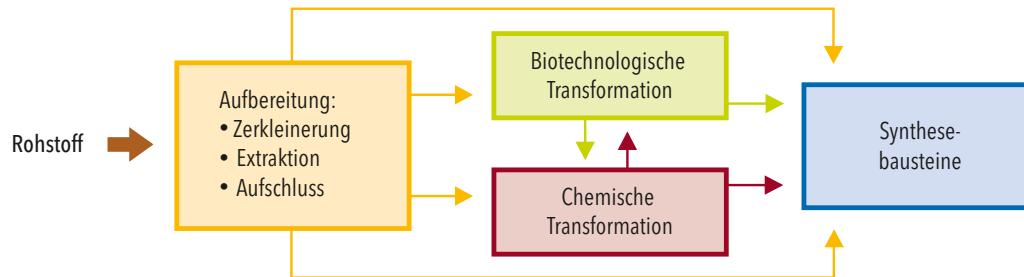 Rohstoff
Aufbereitung:
• Zerkleinerung
• Extraktion
• Aufschluss
Biotechnologische
Transformation
Chemische
Transformation
Synthese-
bausteine